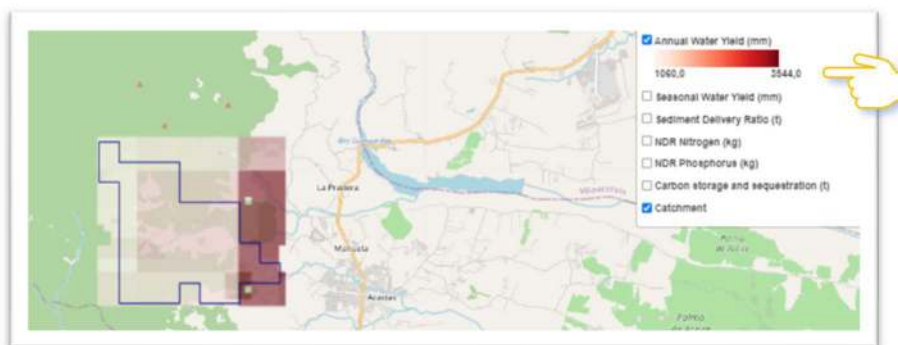 Annual Water Yield (mm)
1060,0 3544,0
Seasonal Water Yield (mm)
Sediment Delivery Ratio (t)
NDR Nitrogen (kg)
NDR Phosphorus (kg)
Carbon storage and sequestration (t)
Catchment
La Pradera
Manuela
Acacias